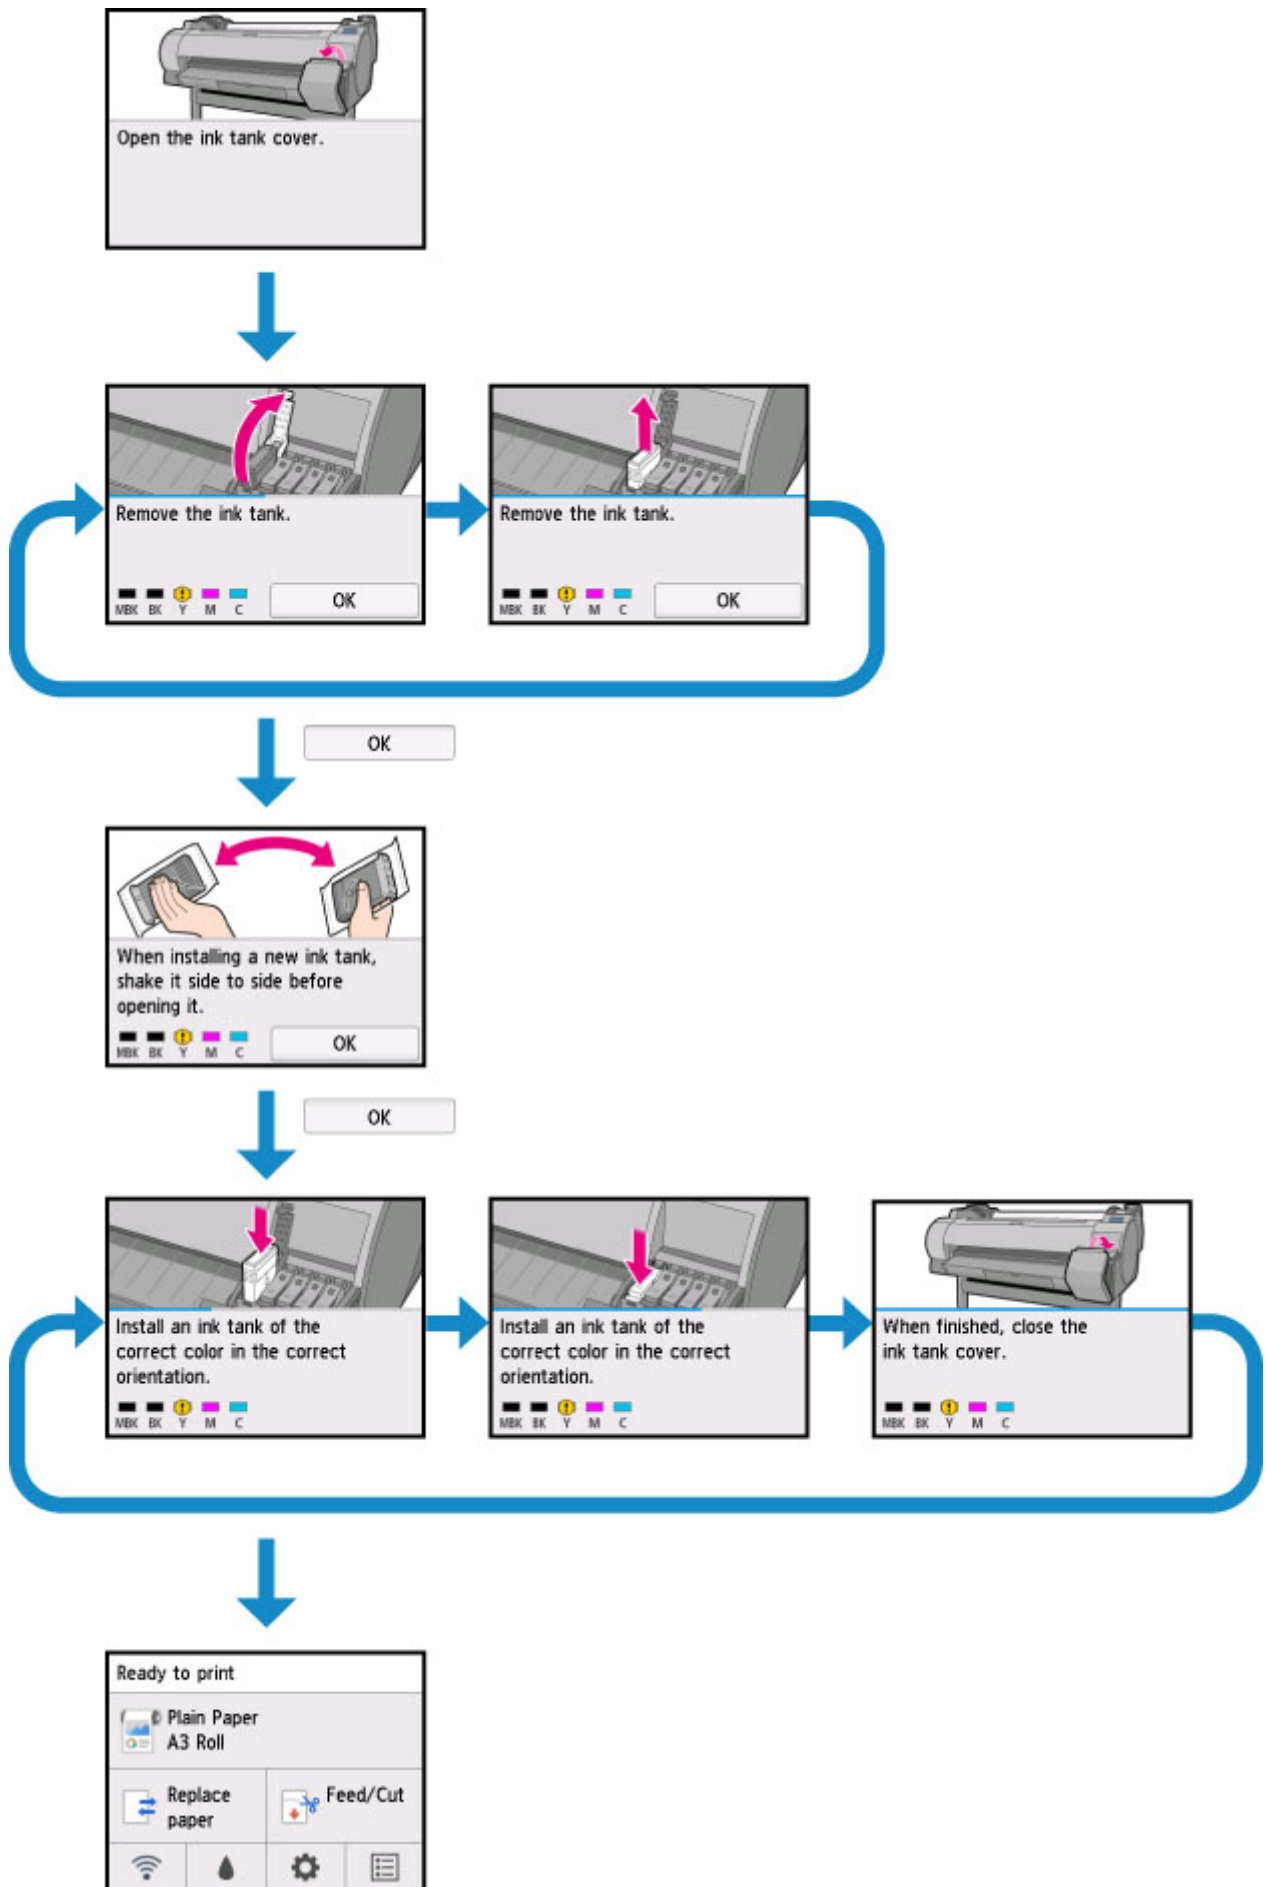 Open the ink tank cover.
Remove the ink tank.
MBK BK Y M C
OK
Remove the ink tank.
MBK BK Y M C
OK
OK
When installing a new ink tank,
shake it side to side before
opening it.
MBK BK Y M C
OK
OK
Install an ink tank of the
correct color in the correct
orientation.
MBK BK Y M C
Install an ink tank of the
correct color in the correct
orientation.
MBK BK Y M C
When finished, close the
ink tank cover.
MBK BK Y M C
Ready to print
Plain Paper
A3 Roll
Replace
paper
Feed/Cut